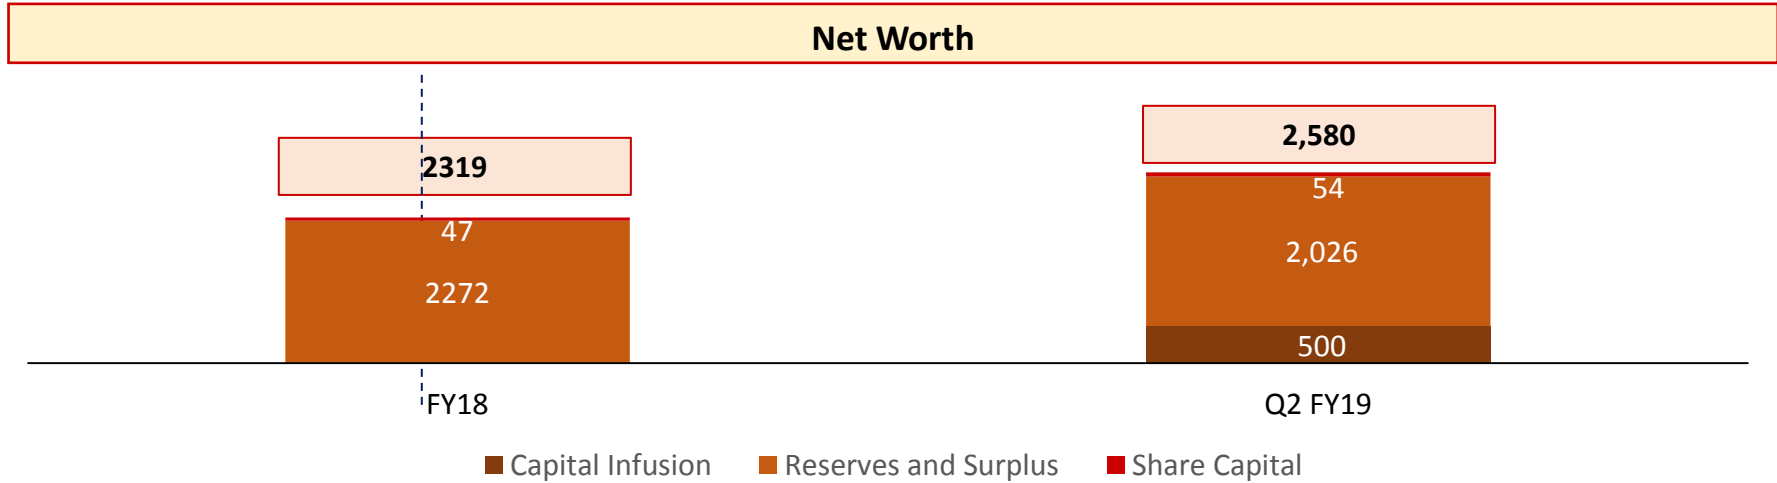 Net Worth
2319
2,580
47
54
2272
2,026
500
FY18
Q2 FY19
Capital Infusion
Reserves and Surplus
Share Capital